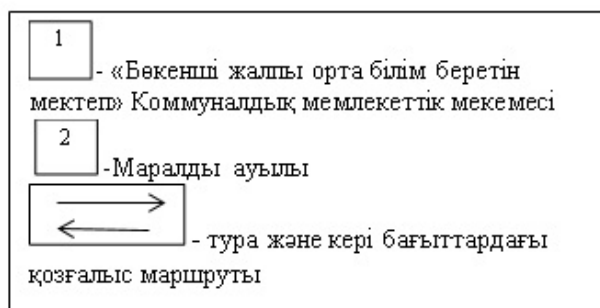 1
- «Бөкенші жалпы орта білім беретін
мектеп» Коммуналдық мемлекеттік мекемесі
2
-Маралды ауылы
- тура және кері бағыттардағы
қозғалыс маршруты